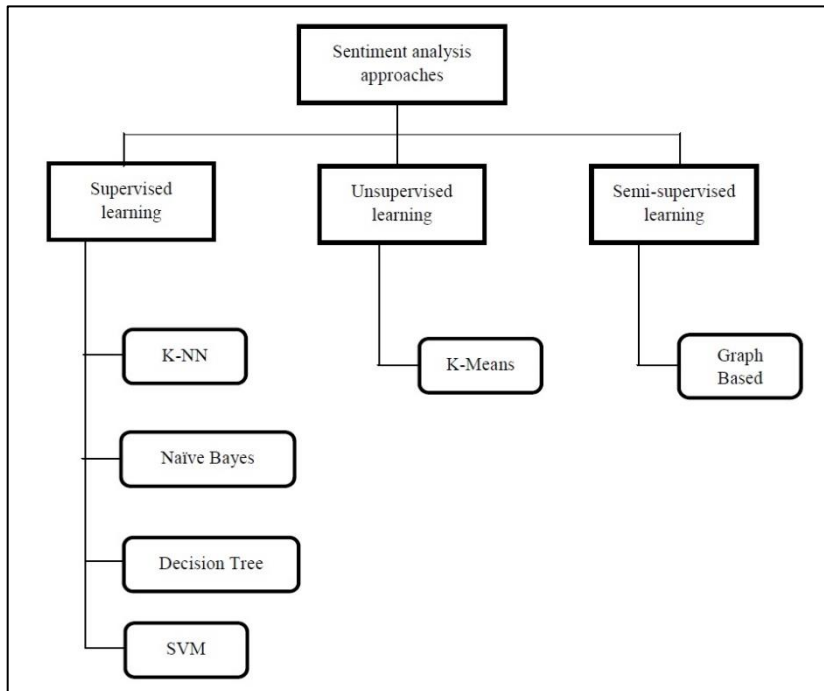 Sentiment analysis
approaches
Supervised
learning
Unsupervised
learning
Semi-supervised
learning
K-NN
K-Means
Graph
Based
Naïve Bayes
Decision Tree
SVM